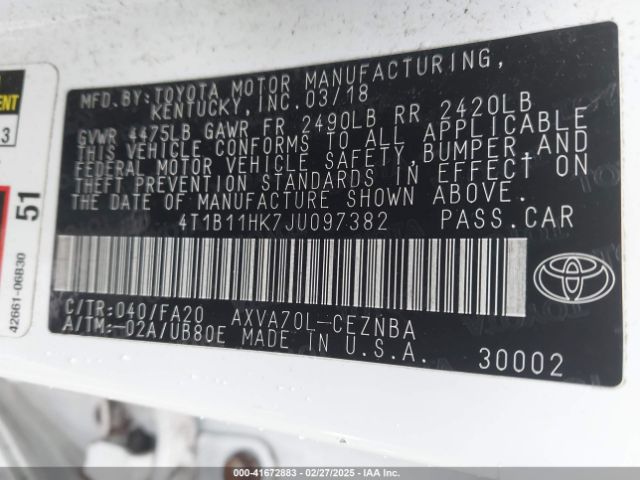 MFD.BY:TOYOTA MOTOR MANUFACTURING,
KENTUCKY,INC. 03/18
GVWR 4475LB GAWR FR 2490LB RR 2420LB
THIS VEHICLE CONFORMS TO ALL APPLICABLE
FEDERAL MOTOR VEHICLE SAFETY,BUMPER,AND
THEFT PREVENTION STANDARDS IN EFFECT ON
THE DATE OF MANUFACTURE SHOWN ABOVE.
4T1B11HK7JU097382 PASS.CAR
C/TR:040/FA20 AXVA70L-CEZNBA
A/TM:-02A/UB80E MADE IN U.S.A.
30002
51
42661-06B30
000-41672883 / 02/27/2025 / IAA Inc.